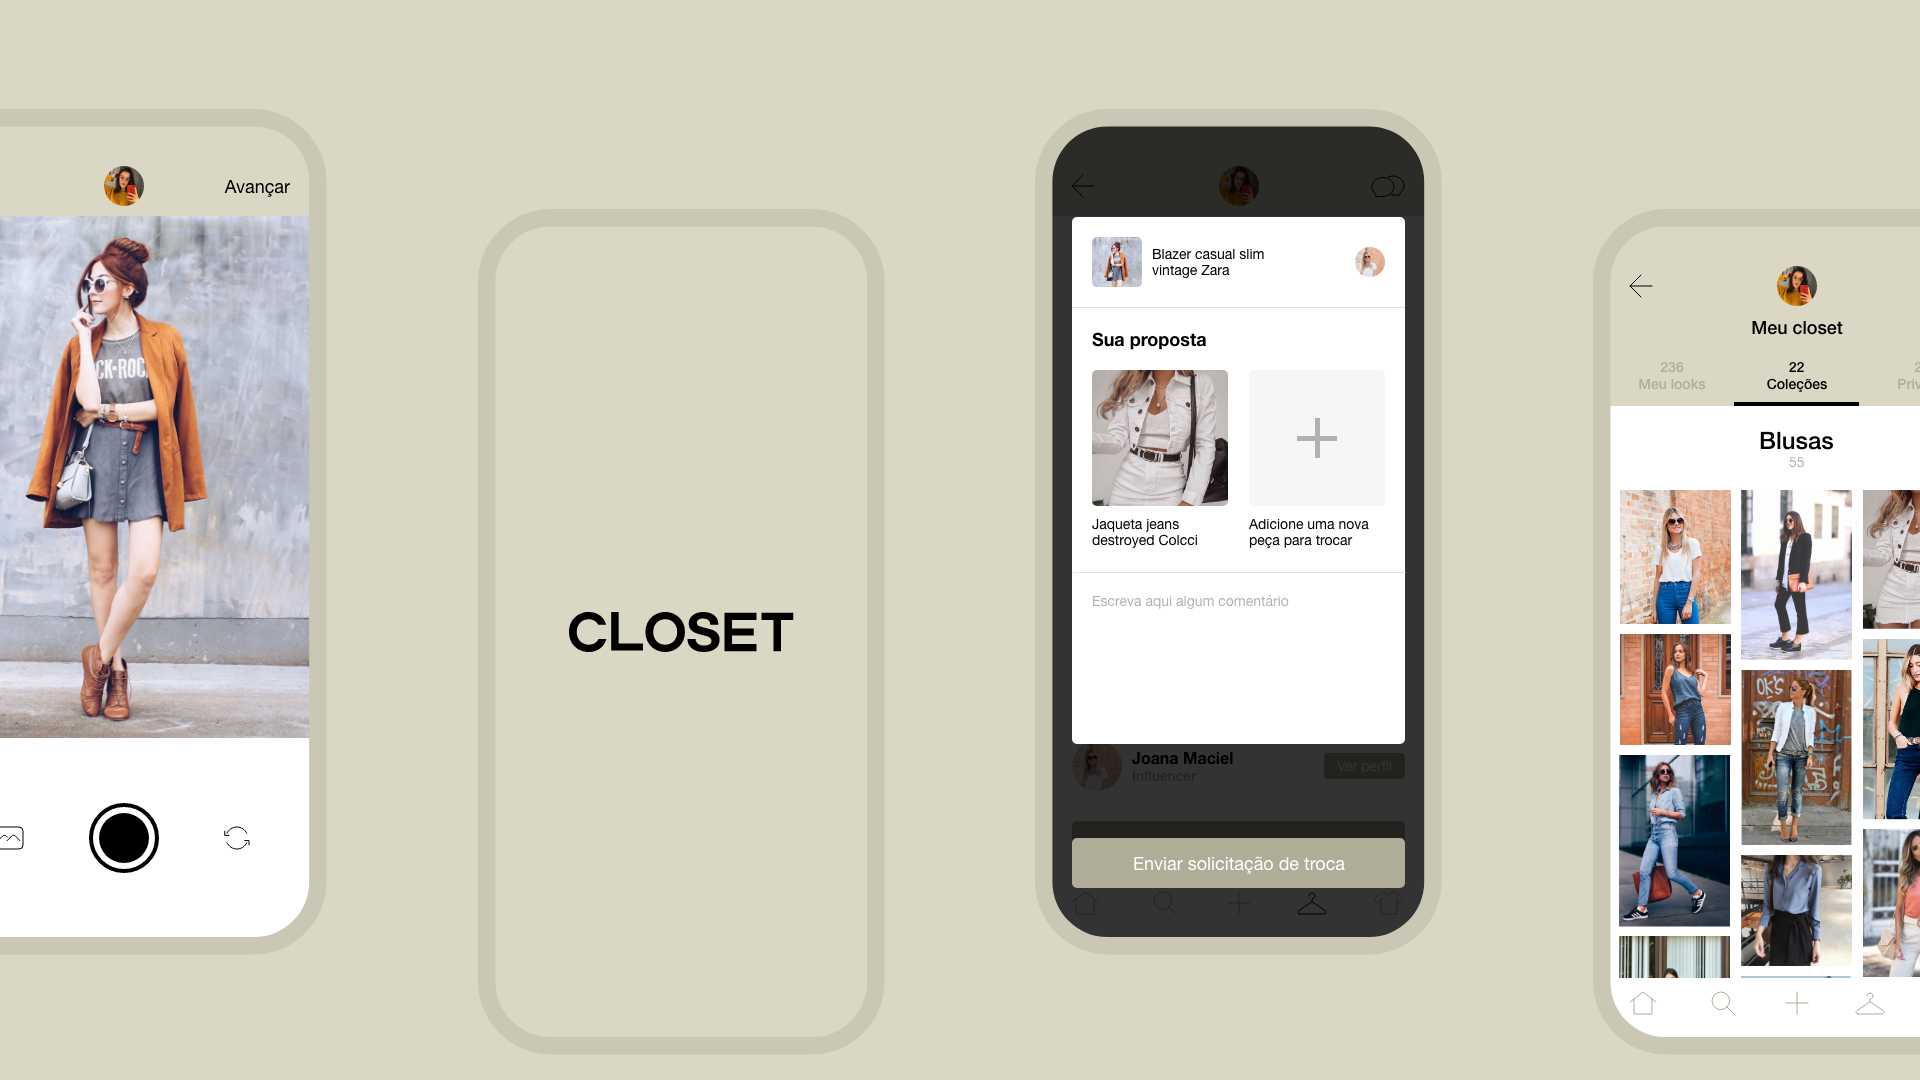 Avançar
CK·ROC
CLOSET
Blazer casual slim
vintage Zara
Sua proposta
Jaqueta jeans
destroyed Colcci
Adicione uma nova
peça para trocar
Escreva aqui algum comentário
Joana Maciel
Influencer
Ver perfil
Enviar solicitação de troca
Meu closet
236
Meu looks
22
Coleções
Blusas
55
OK's